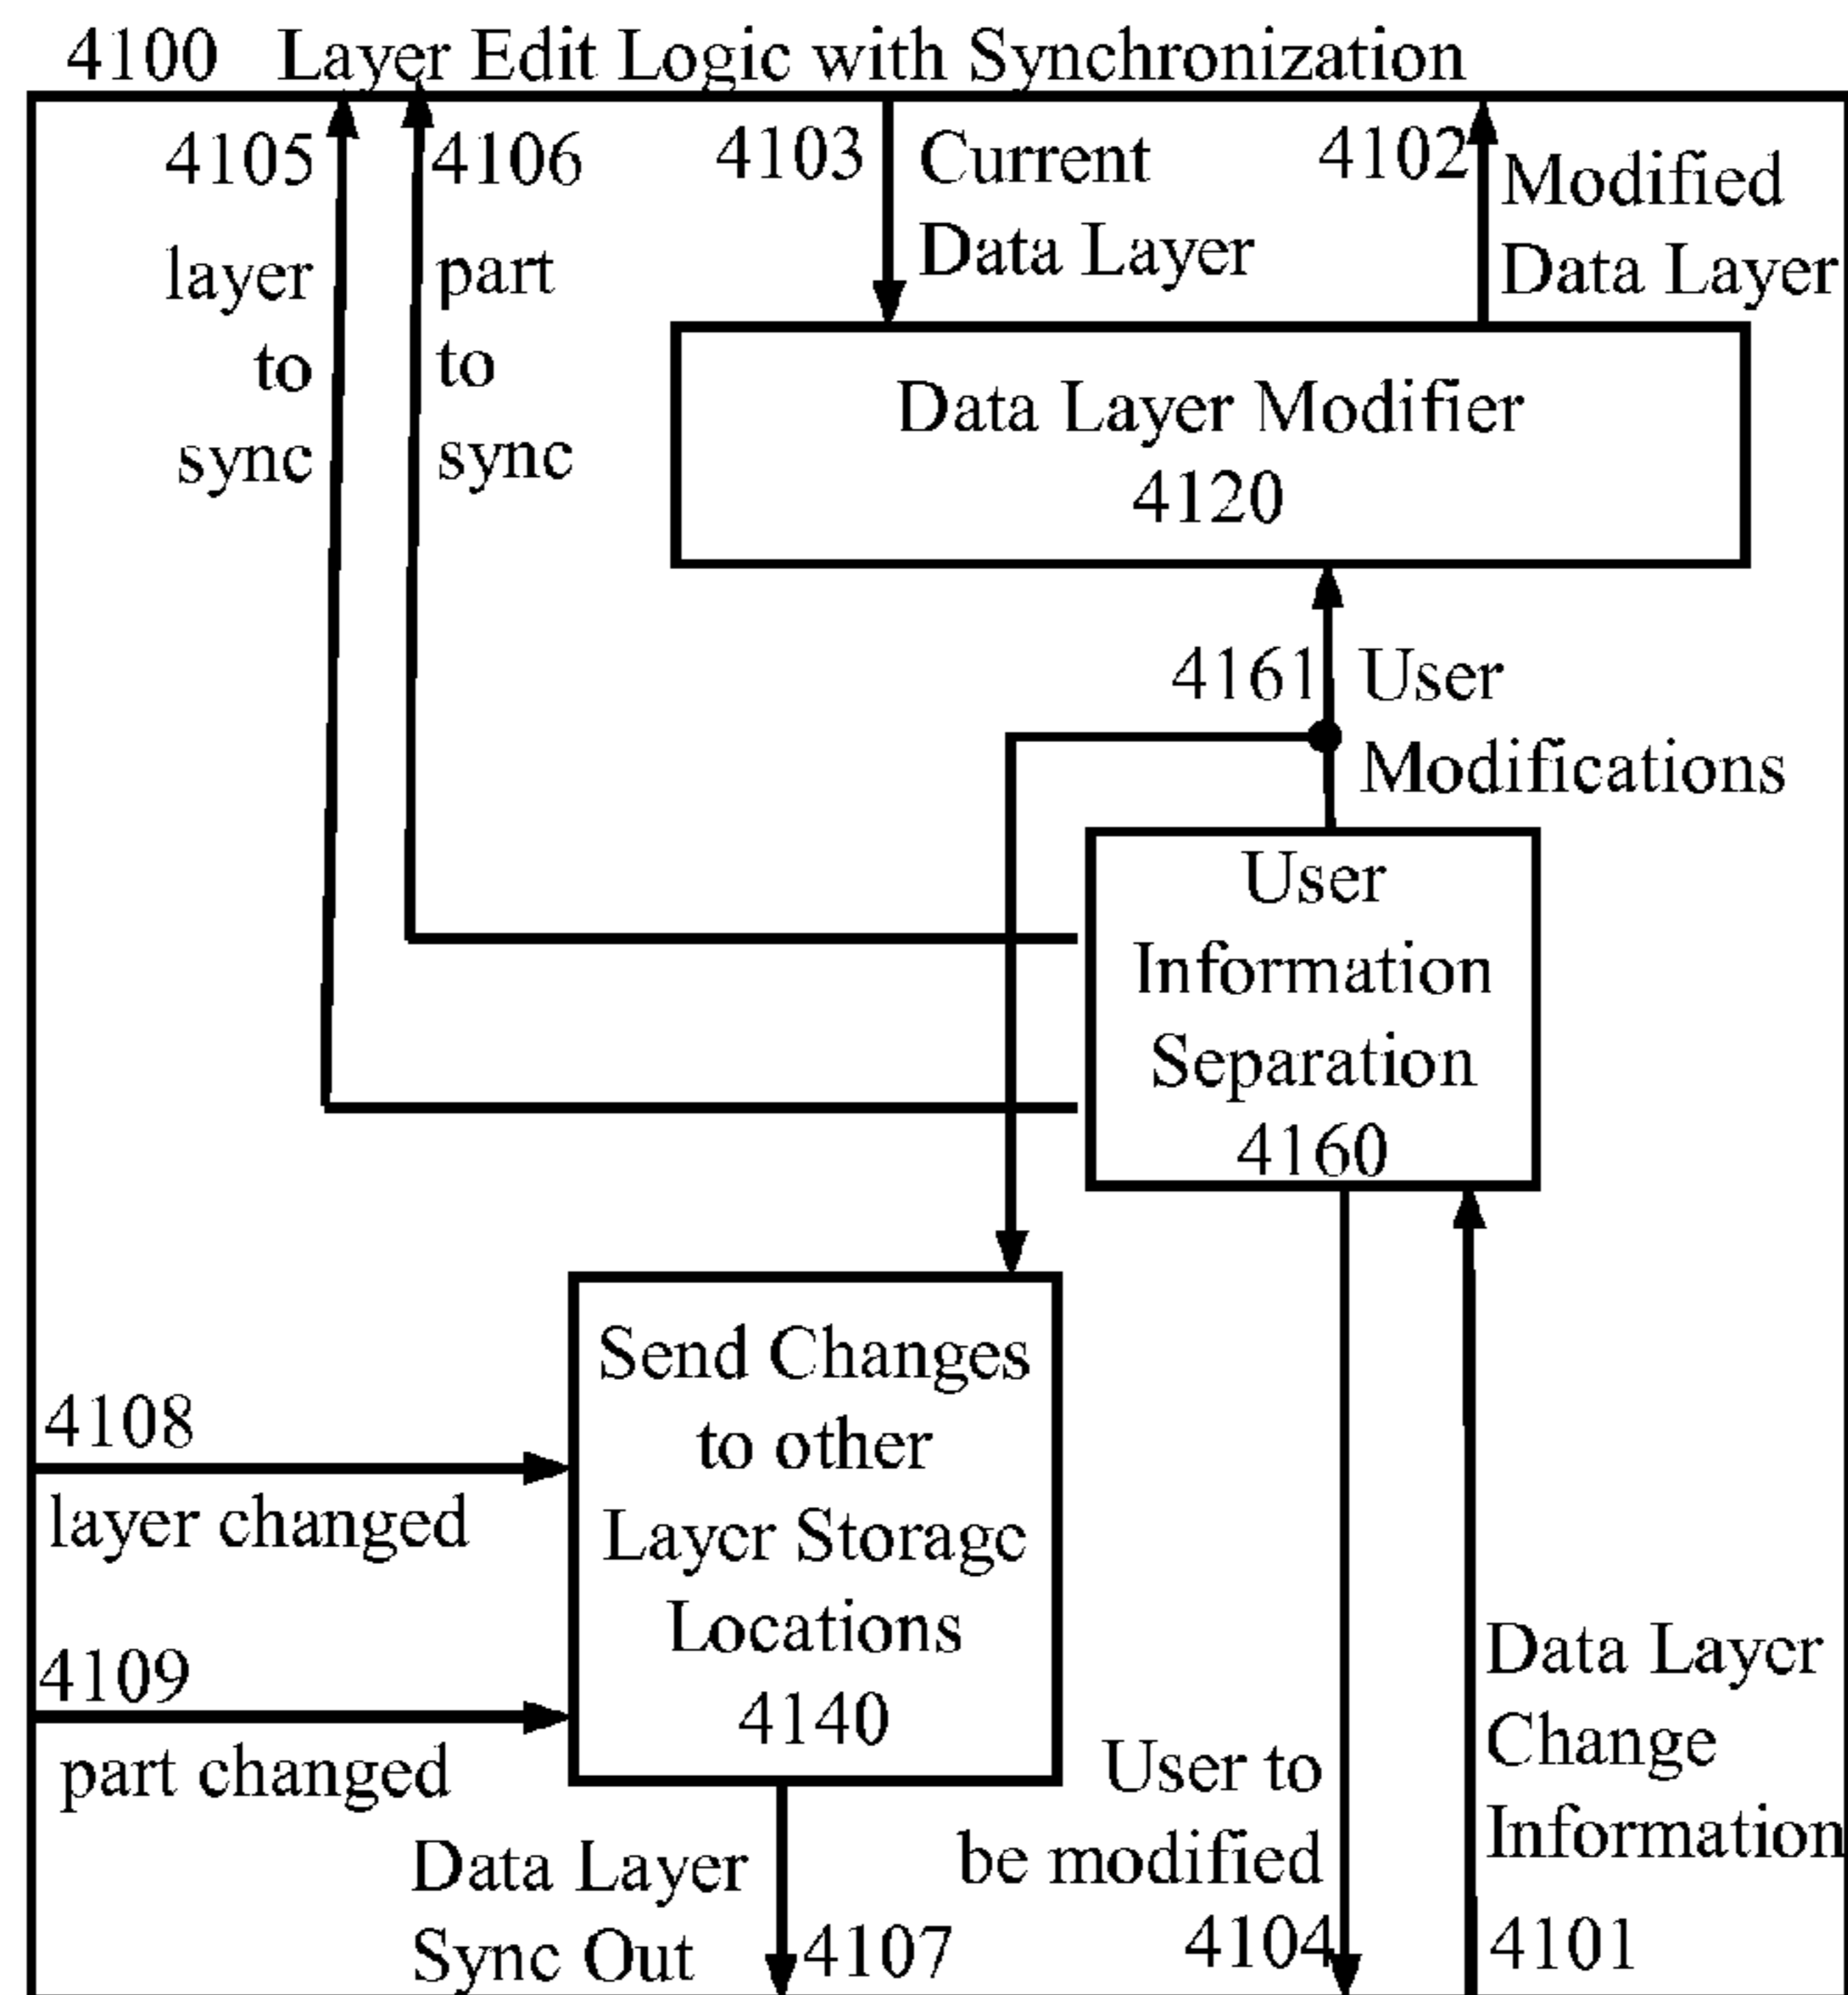 4100 Layer Edit Logic with Synchronization
4105
layer
to
sync
4106
part
to
sync
4103
Current
Data Layer
4102
Modified
Data Layer
Data Layer Modifier
4120
4161
User
Modifications
User
Information
Separation
4160
Send Changes
to other
Layer Storage
Locations
4140
4108
layer changed
4109
part changed
Data Layer
Sync Out
4107
User to
be modified
4104
Data Layer
Change
Information
4101